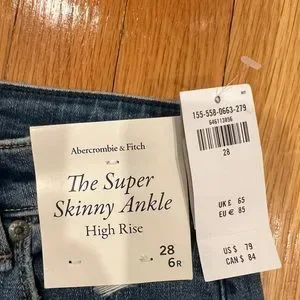 Abercrombie & Fitch
The Super
Skinny Ankle
High Rise
28
6R
155-558-0663-279
28
UK £ 65
EU € 85
US $ 79
CAN $ 84